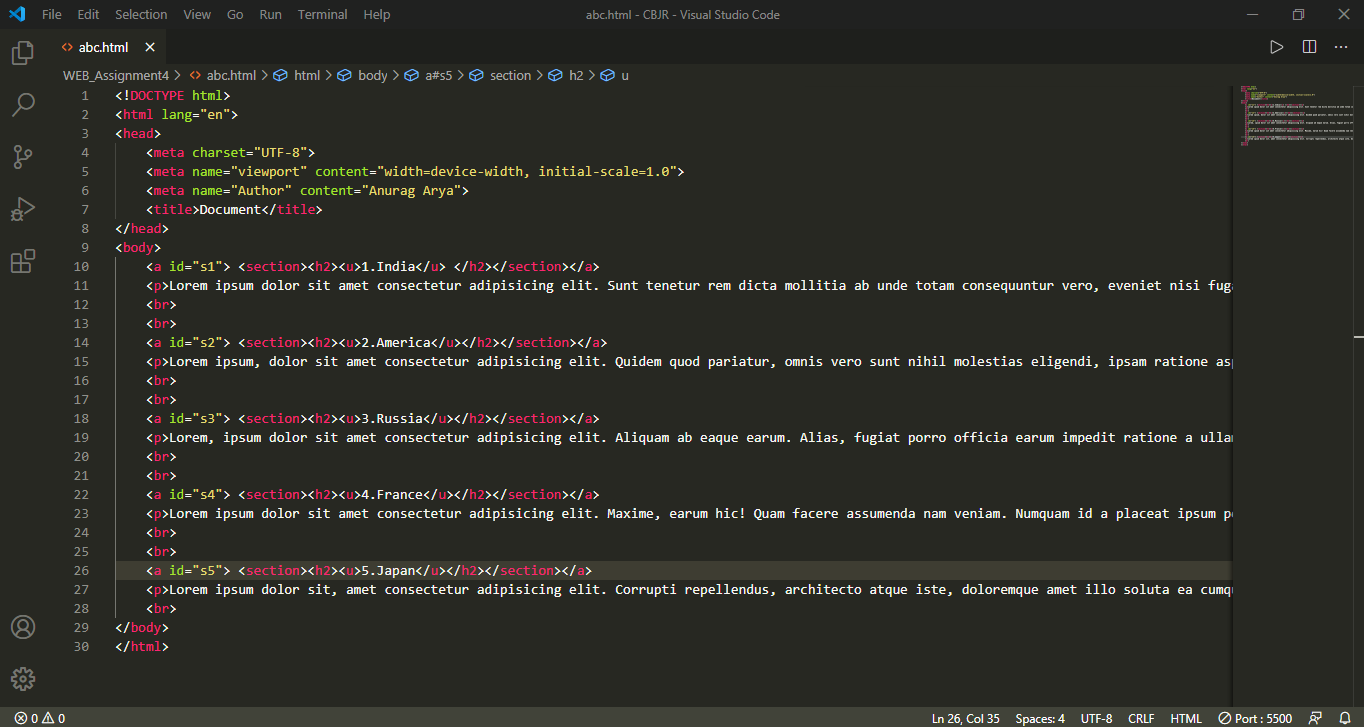 File Edit Selection View Go Run Terminal Help abc.html - CBJR - Visual Studio Code
abc.html
WEB_Assignment4 > abc.html > html > body > a#s5 > section > h2 > u
1 <!DOCTYPE html>
2 <html lang="en">
3 <head>
4 <meta charset="UTF-8">
5 <meta name="viewport" content="width=device-width, initial-scale=1.0">
6 <meta name="Author" content="Anurag Arya">
7 <title>Document</title>
8 </head>
9 <body>
10 <a id="s1"> <section><h2><u>1.India</u> </h2></section></a>
11 <p>Lorem ipsum dolor sit amet consectetur adipisicing elit. Sunt tenetur rem dicta mollitia ab unde totam consequuntur vero, eveniet nisi
12 <br>
13 <br>
14 <a id="s2"> <section><h2><u>2.America</u></h2></section></a>
15 <p>Lorem ipsum, dolor sit amet consectetur adipisicing elit. Quidem quod pariatur, omnis vero sunt nihil molestias eligendi, ipsam ratione
16 <br>
17 <br>
18 <a id="s3"> <section><h2><u>3.Russia</u></h2></section></a>
19 <p>Lorem, ipsum dolor sit amet consectetur adipisicing elit. Aliquam ab eaque earum. Alias, fugiat porro officia earum impedit ratione a
20 <br>
21 <br>
22 <a id="s4"> <section><h2><u>4.France</u></h2></section></a>
23 <p>Lorem ipsum dolor sit amet consectetur adipisicing elit. Maxime, earum hic! Quam facere assumenda nam veniam. Numquam id a placeat ipsum
24 <br>
25 <br>
26 <a id="s5"> <section><h2><u>5.Japan</u></h2></section></a>
27 <p>Lorem ipsum dolor sit, amet consectetur adipisicing elit. Corrupti repellendus, architecto atque iste, doloremque amet illo soluta ea
28 <br>
29 </body>
30 </html>
0 0 Ln 26, Col 35 Spaces: 4 UTF-8 CRLF HTML Port : 5500